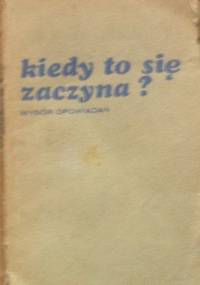 kiedy to się
zaczyna?
WYBÓR OPOWIADAŃ